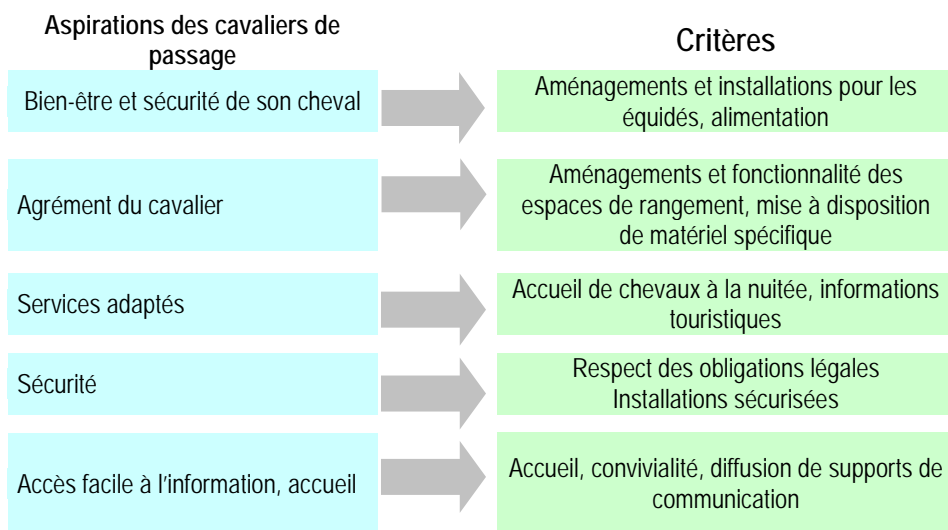 Aspirations des cavaliers de
passage
Critères
Bien-être et sécurité de son cheval
Aménagements et installations pour les
équidés, alimentation
Agrément du cavalier
Aménagements et fonctionnalité des
espaces de rangement, mise à disposition
de matériel spécifique
Services adaptés
Accueil de chevaux à la nuitée, informations
touristiques
Sécurité
Respect des obligations légales
Installations sécurisées
Accès facile à l'information, accueil
Accueil, convivialité, diffusion de supports de
communication